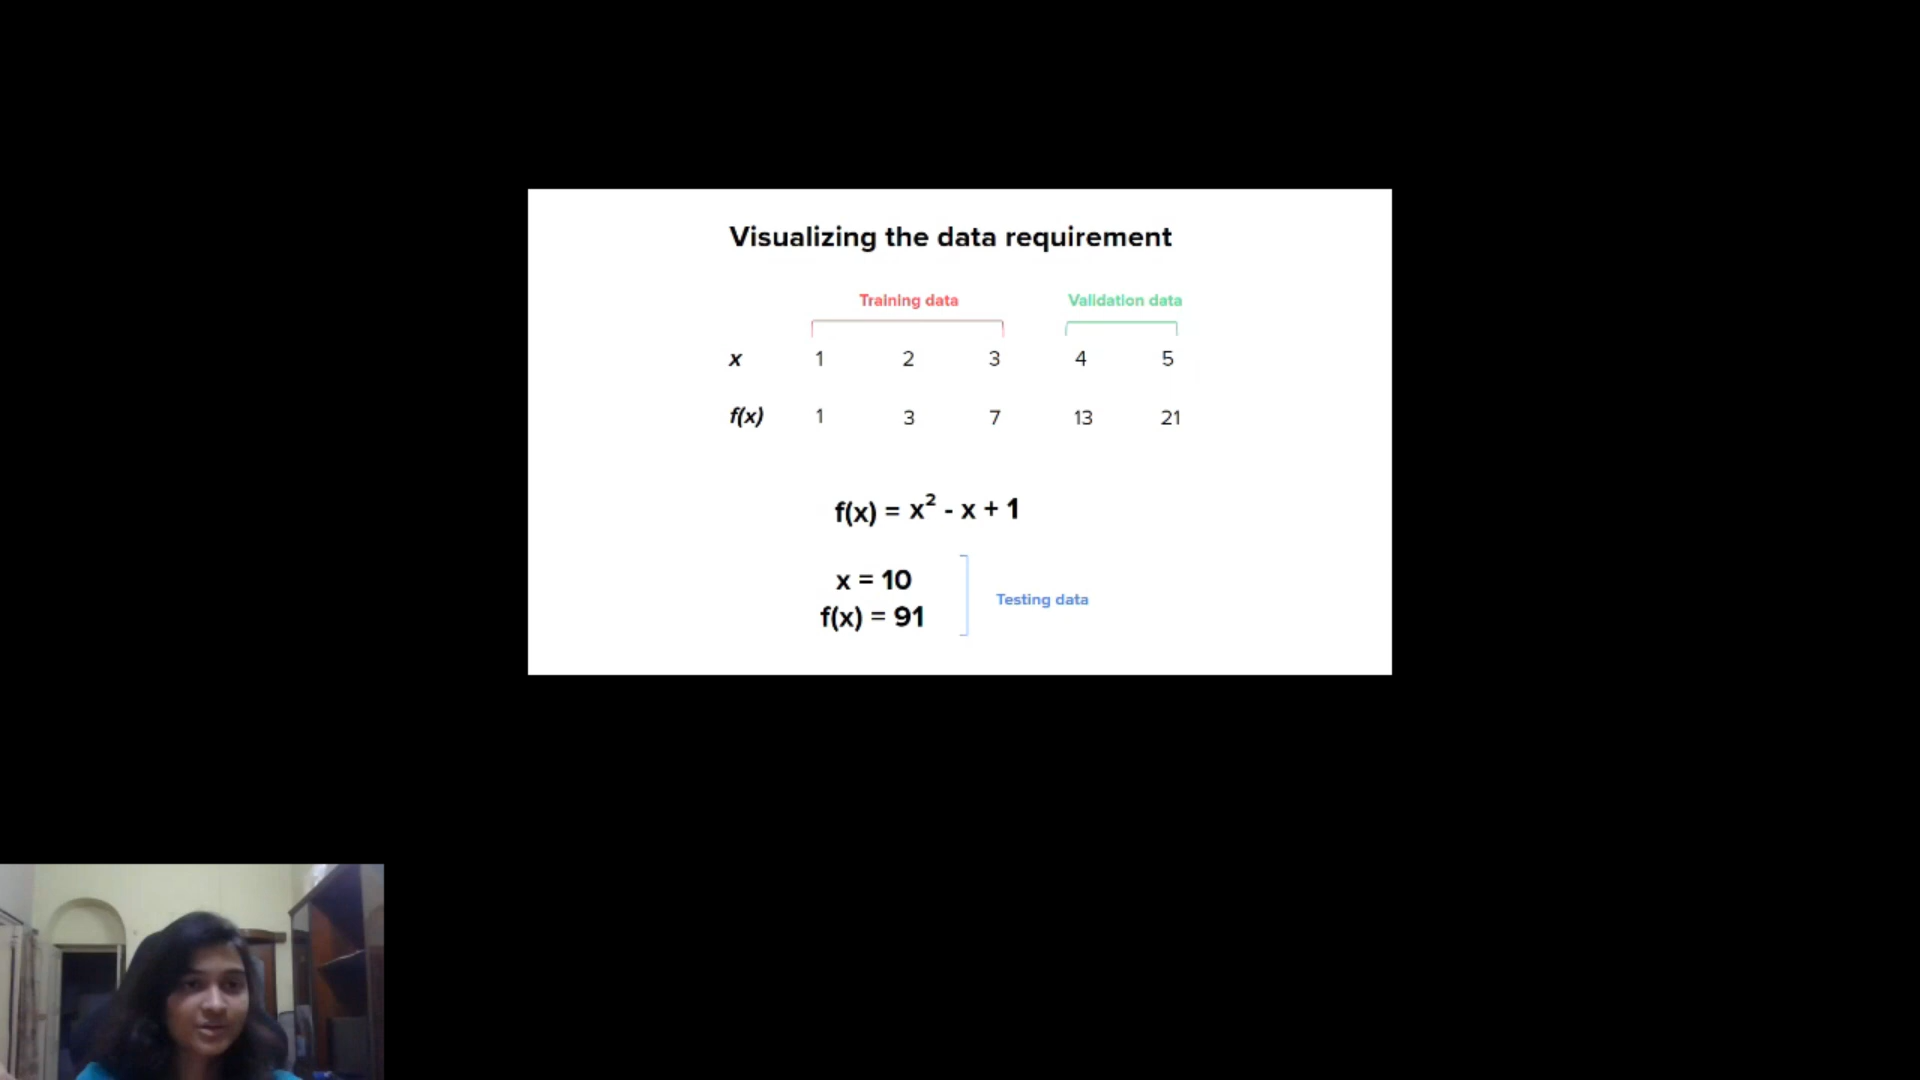 Visualizing the data requirement
Training data Validation data
x 1 2 3 4 5
f(x) 1 3 7 13 21
f(x) = x² - x + 1
x = 10
f(x) = 91
Testing data